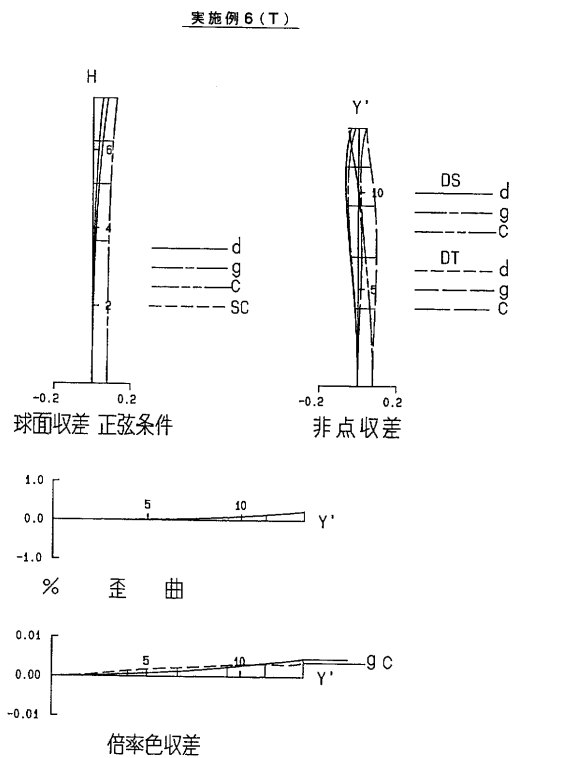 実施例6(T)
H
6
4
2
-0.2 0.2
球面収差 正弦条件
d
g
C
SC
Y'
10
5
-0.2 0.2
非点収差
DS
d
g
C
DT
d
g
C
1.0
0.0
-1.0
5 10
Y'
% 歪 曲
0.01
0.00
-0.01
5 10
g C
Y'
倍率色収差